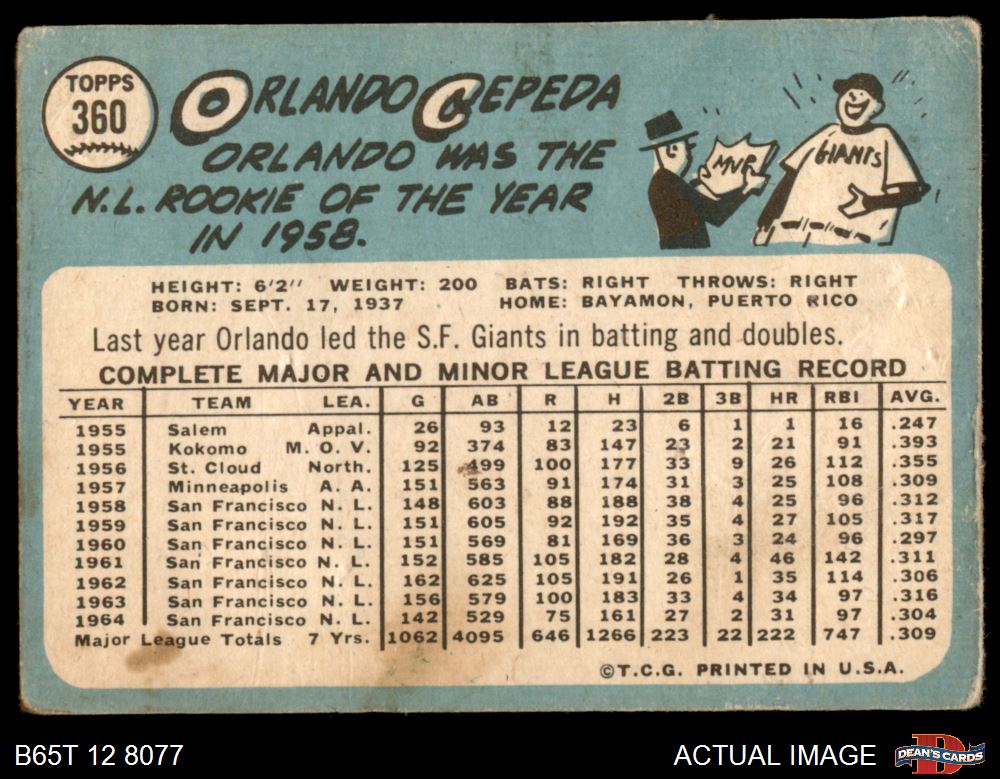 TOPPS
360
ORLANDO CEPEDA
ORLANDO WAS THE
N.L. ROOKIE OF THE YEAR
IN 1958.
MVP
GIANTS
HEIGHT: 6'2" WEIGHT: 200 BATS: RIGHT THROWS: RIGHT
BORN: SEPT. 17, 1937 HOME: BAYAMON, PUERTO RICO
Last year Orlando led the S.F. Giants in batting and doubles.
COMPLETE MAJOR AND MINOR LEAGUE BATTING RECORD
YEAR TEAM LEA. G AB R H 2B 3B HR RBI AVG.
1955 Salem Appal. 26 93 12 23 6 1 1 16 .247
1955 Kokomo M. O. V. 92 374 83 147 23 2 21 91 .393
1956 St. Cloud North. 125 499 100 177 33 9 26 112 .355
1957 Minneapolis A. A. 151 563 91 174 31 3 25 108 .309
1958 San Francisco N. L. 148 603 88 188 38 4 25 96 .312
1959 San Francisco N. L. 151 605 92 192 35 4 27 105 .317
1960 San Francisco N. L. 151 569 81 169 36 3 24 96 .297
1961 San Francisco N. L. 152 585 105 182 28 4 46 142 .311
1962 San Francisco N. L. 162 625 105 191 26 1 35 114 .306
1963 San Francisco N. L. 156 579 100 183 33 4 34 97 .316
1964 San Francisco N. L. 142 529 75 161 27 2 31 97 .304
Major League Totals 7 Yrs. 1062 4095 646 1266 223 22 222 747 .309
©T.C.G. PRINTED IN U.S.A.
B65T 12 8077
ACTUAL IMAGE
D
DEAN'S CARDS